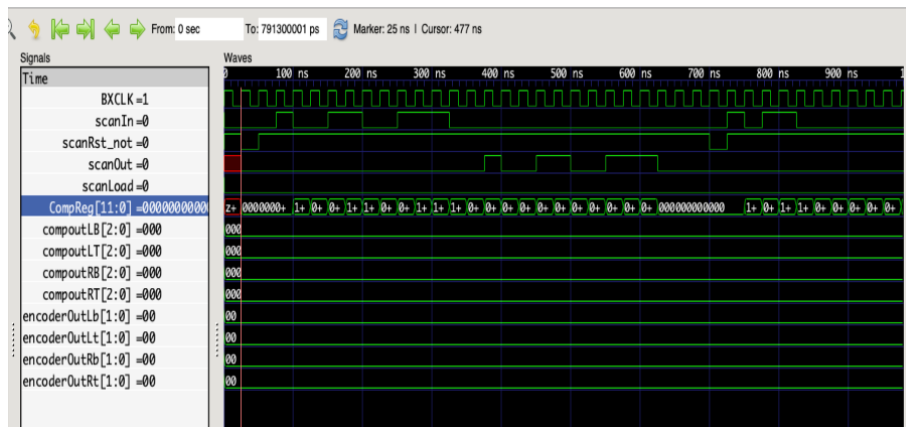 From: 0 sec To: 791300001 ps Marker: 25 ns | Cursor: 477 ns
Signals Waves
Time 0 100 ns 200 ns 300 ns 400 ns 500 ns 600 ns 700 ns 800 ns 900 ns 1
BXCLK =1
scanIn =0
scanRst_not =0
scanOut =0
scanLoad =0
CompReg[11:0] =00000000000 z+ 0000000+ 1+ 0+ 0+ 1+ 1+ 0+ 0+ 1+ 1+ 1+ 0+ 0+ 0+ 0+ 0+ 0+ 0+ 0+ 0+ 0+ 0+ 000000000000 1+ 0+ 1+ 1+ 0+ 0+ 0+ 0+ 0+
compoutLB[2:0] =000 000
compoutLT[2:0] =000 000
compoutRB[2:0] =000 000
compoutRT[2:0] =000 000
encoderOutLb[1:0] =00 00
encoderOutLt[1:0] =00 00
encoderOutRb[1:0] =00 00
encoderOutRt[1:0] =00 00